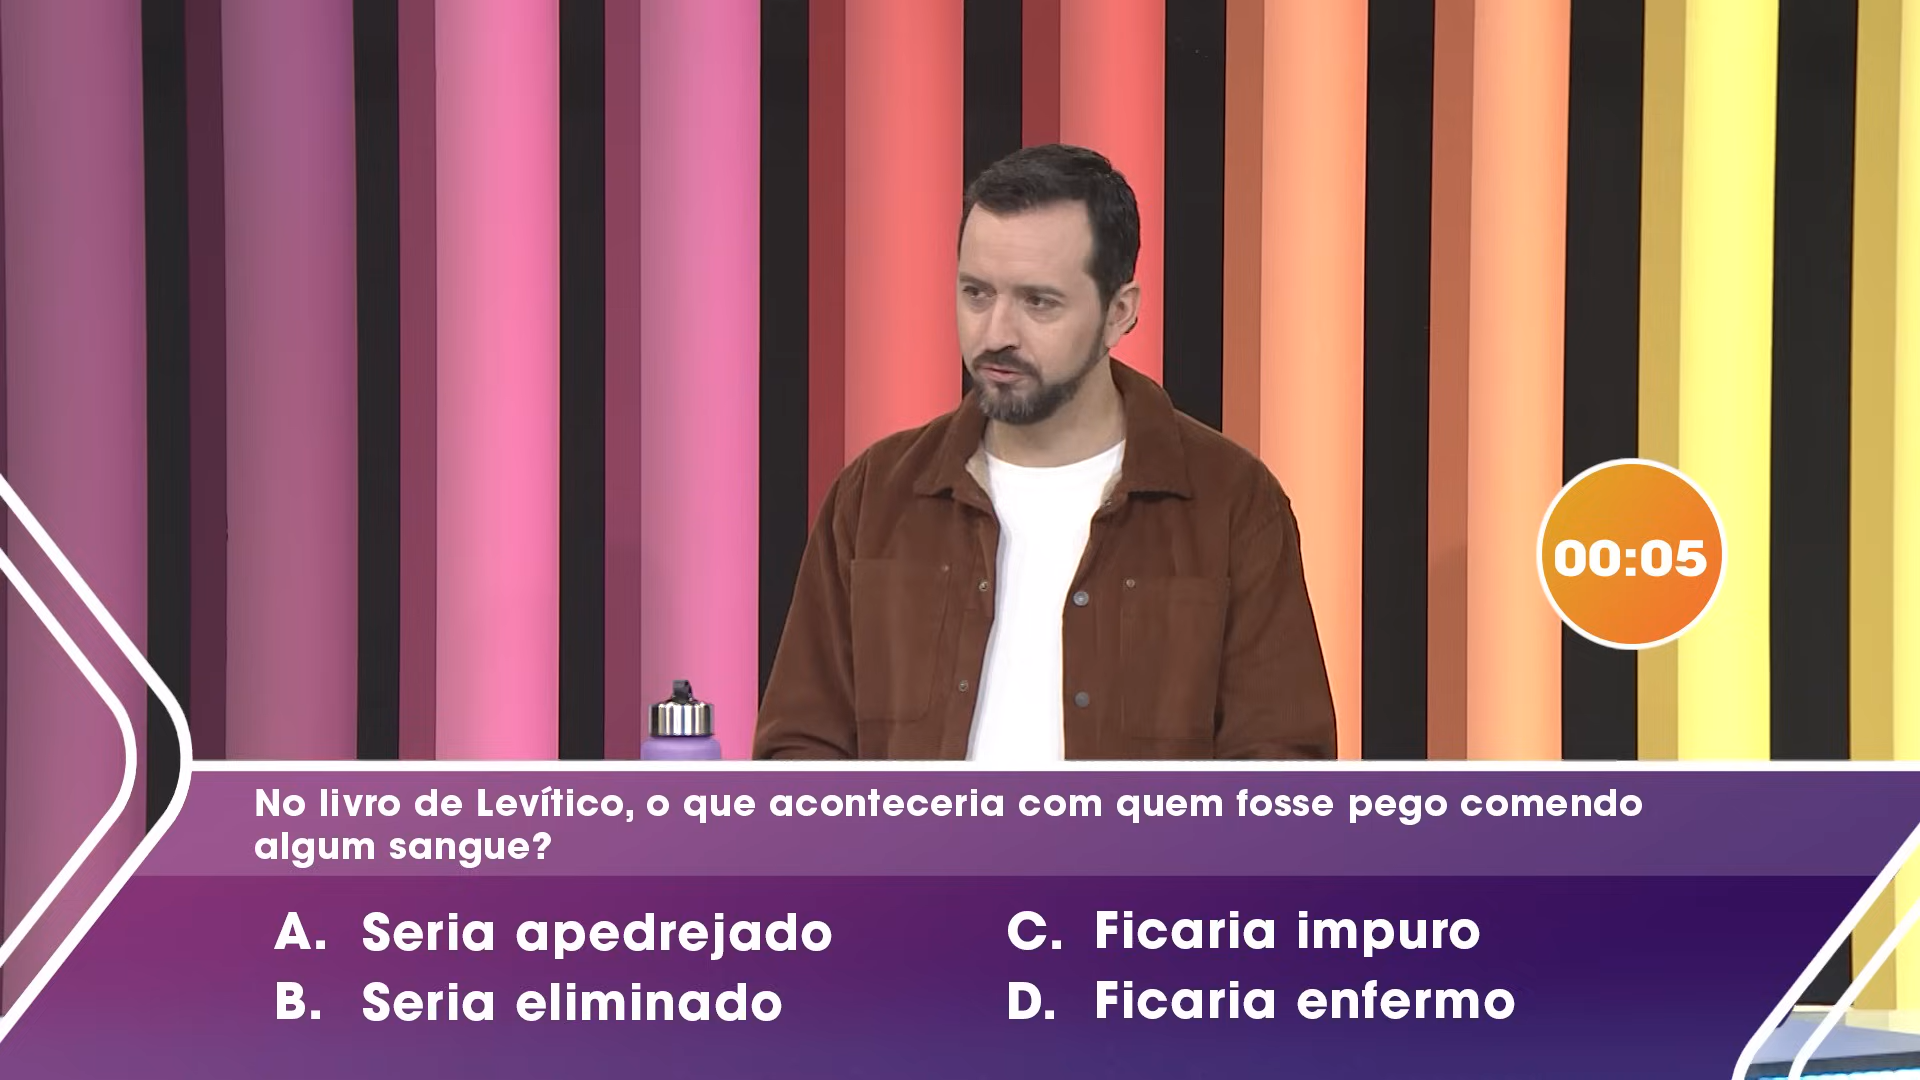 00:05
No livro de Levítico, o que aconteceria com quem fosse pego comendo
algum sangue?
A. Seria apedrejado
B. Seria eliminado
C. Ficaria impuro
D. Ficaria enfermo